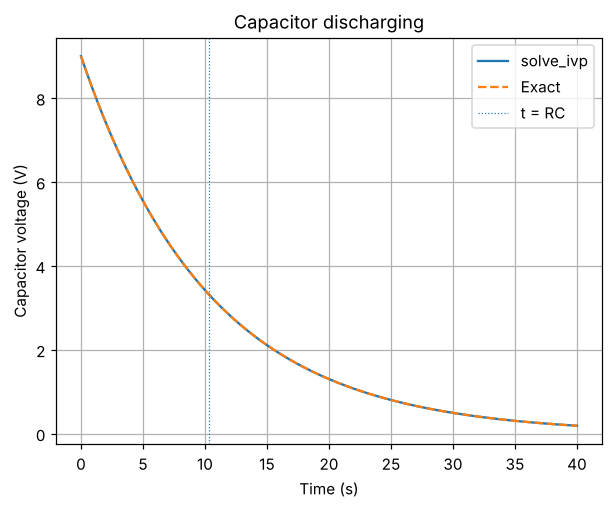 Capacitor discharging
solve_ivp
Exact
t = RC
Capacitor voltage (V)
8
6
4
2
0
0 5 10 15 20 25 30 35 40
Time (s)